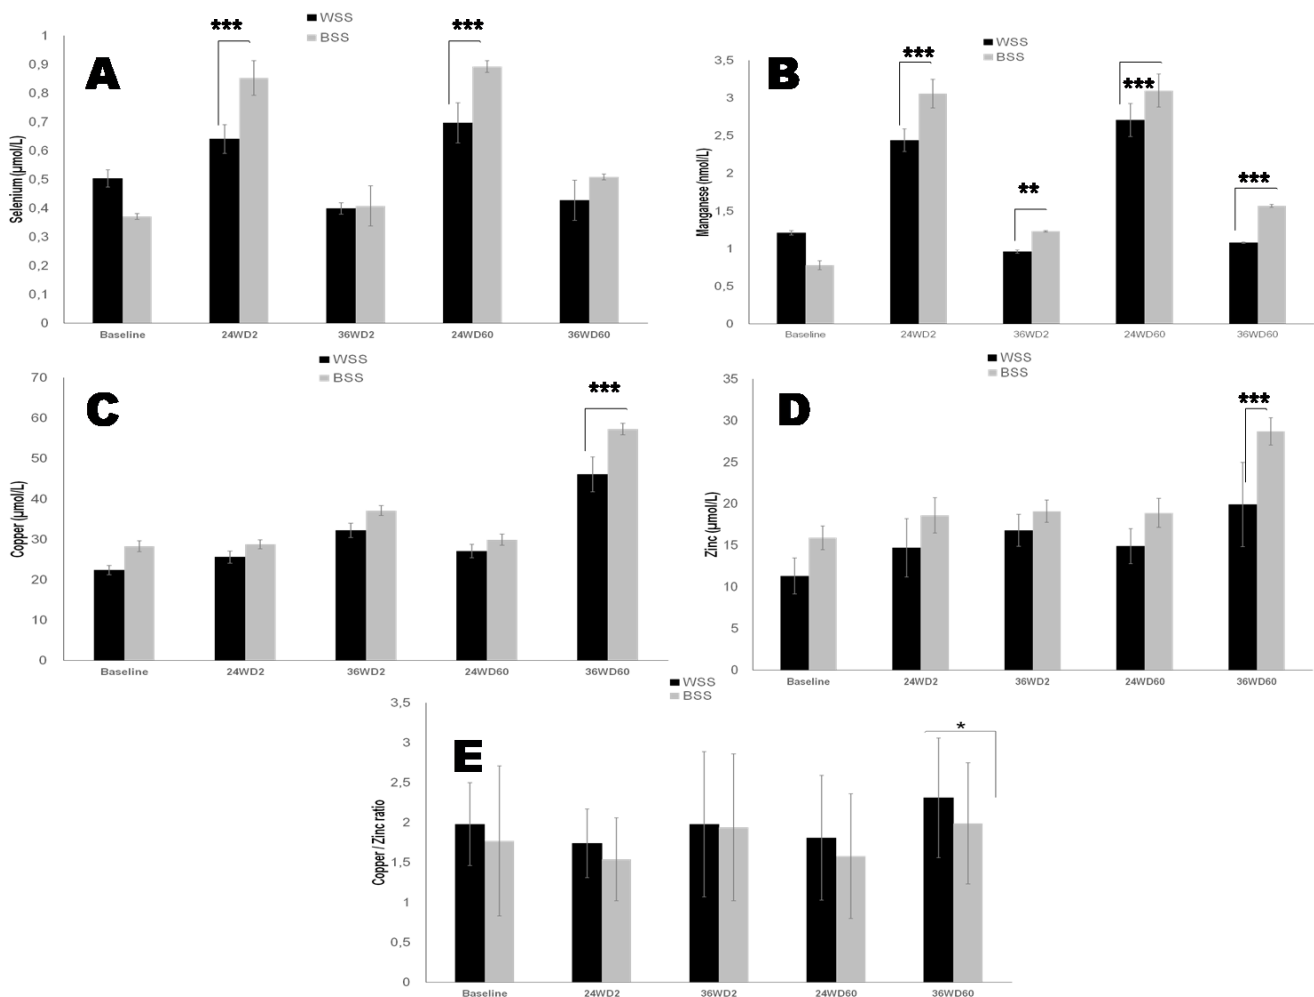 WSS
BSS
***
***
A
1
0,9
0,8
0,7
0,6
0,5
0,4
0,3
0,2
0,1
0
Selenium (µmol/L)
Baseline
24WD2
36WD2
24WD60
36WD60
WSS
BSS
B
***
***
**
***
3,5
3
2,5
2
1,5
1
0,5
0
Manganese (nmol/L)
Baseline
24WD2
36WD2
24WD60
36WD60
WSS
BSS
C
***
70
60
50
40
30
20
10
0
Copper (µmol/L)
Baseline
24WD2
36WD2
24WD60
36WD60
WSS
BSS
D
***
35
30
25
20
15
10
5
0
Zinc (µmol/L)
Baseline
24WD2
36WD2
24WD60
36WD60
WSS
BSS
E
*
3,5
3
2,5
2
1,5
1
0,5
0
Copper / Zinc ratio
Baseline
24WD2
36WD2
24WD60
36WD60